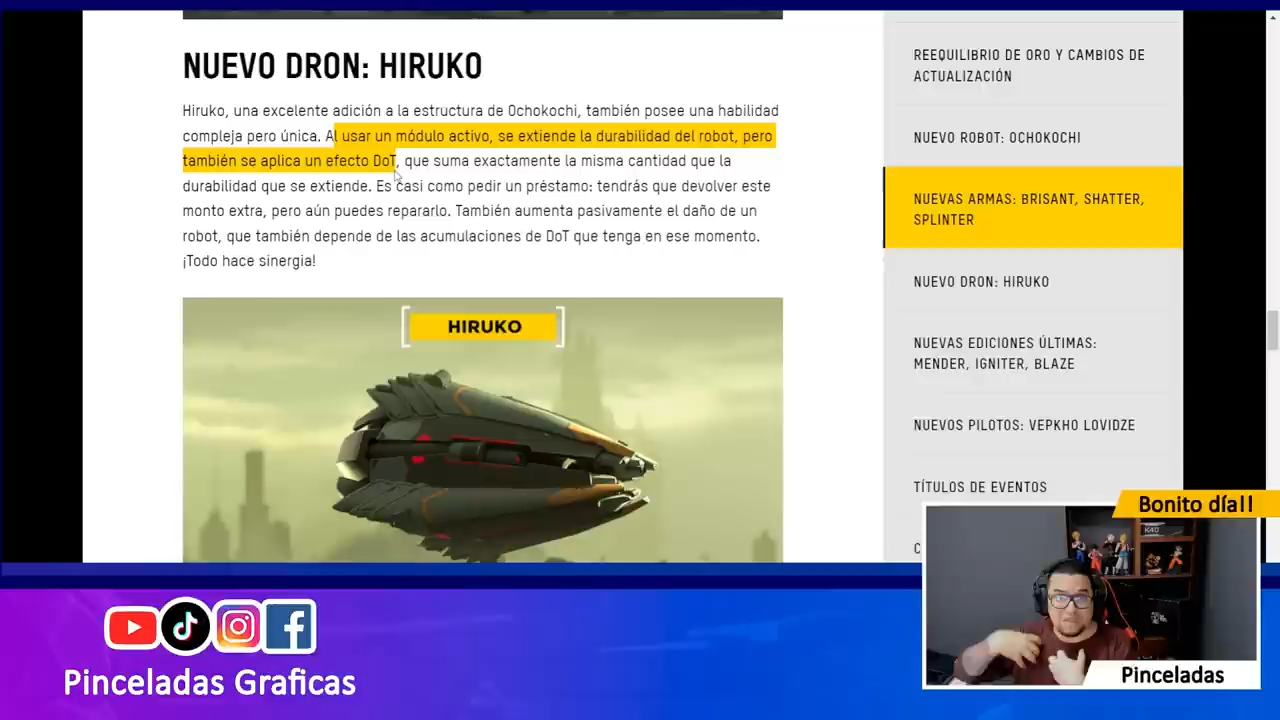 NUEVO DRON: HIRUKO
Hiruko, una excelente adición a la estructura de Ochokochi, también posee una habilidad
compleja pero única. Al usar un módulo activo, se extiende la durabilidad del robot, pero
también se aplica un efecto DoT, que suma exactamente la misma cantidad que la
durabilidad que se extiende. Es casi como pedir un préstamo: tendrás que devolver este
monto extra, pero aún puedes repararlo. También aumenta pasivamente el daño de un
robot, que también depende de las acumulaciones de DoT que tenga en ese momento.
¡Todo hace sinergia!
HIRUKO
REEQUILIBRIO DE ORO Y CAMBIOS DE
ACTUALIZACIÓN
NUEVO ROBOT: OCHOKOCHI
NUEVAS ARMAS: BRISANT, SHATTER,
SPLINTER
NUEVO DRON: HIRUKO
NUEVAS EDICIONES ÚLTIMAS:
MENDER, IGNITER, BLAZE
NUEVOS PILOTOS: VEPKHO LOVIDZE
TÍTULOS DE EVENTOS
Bonito día!!
Pinceladas
Pinceladas Graficas